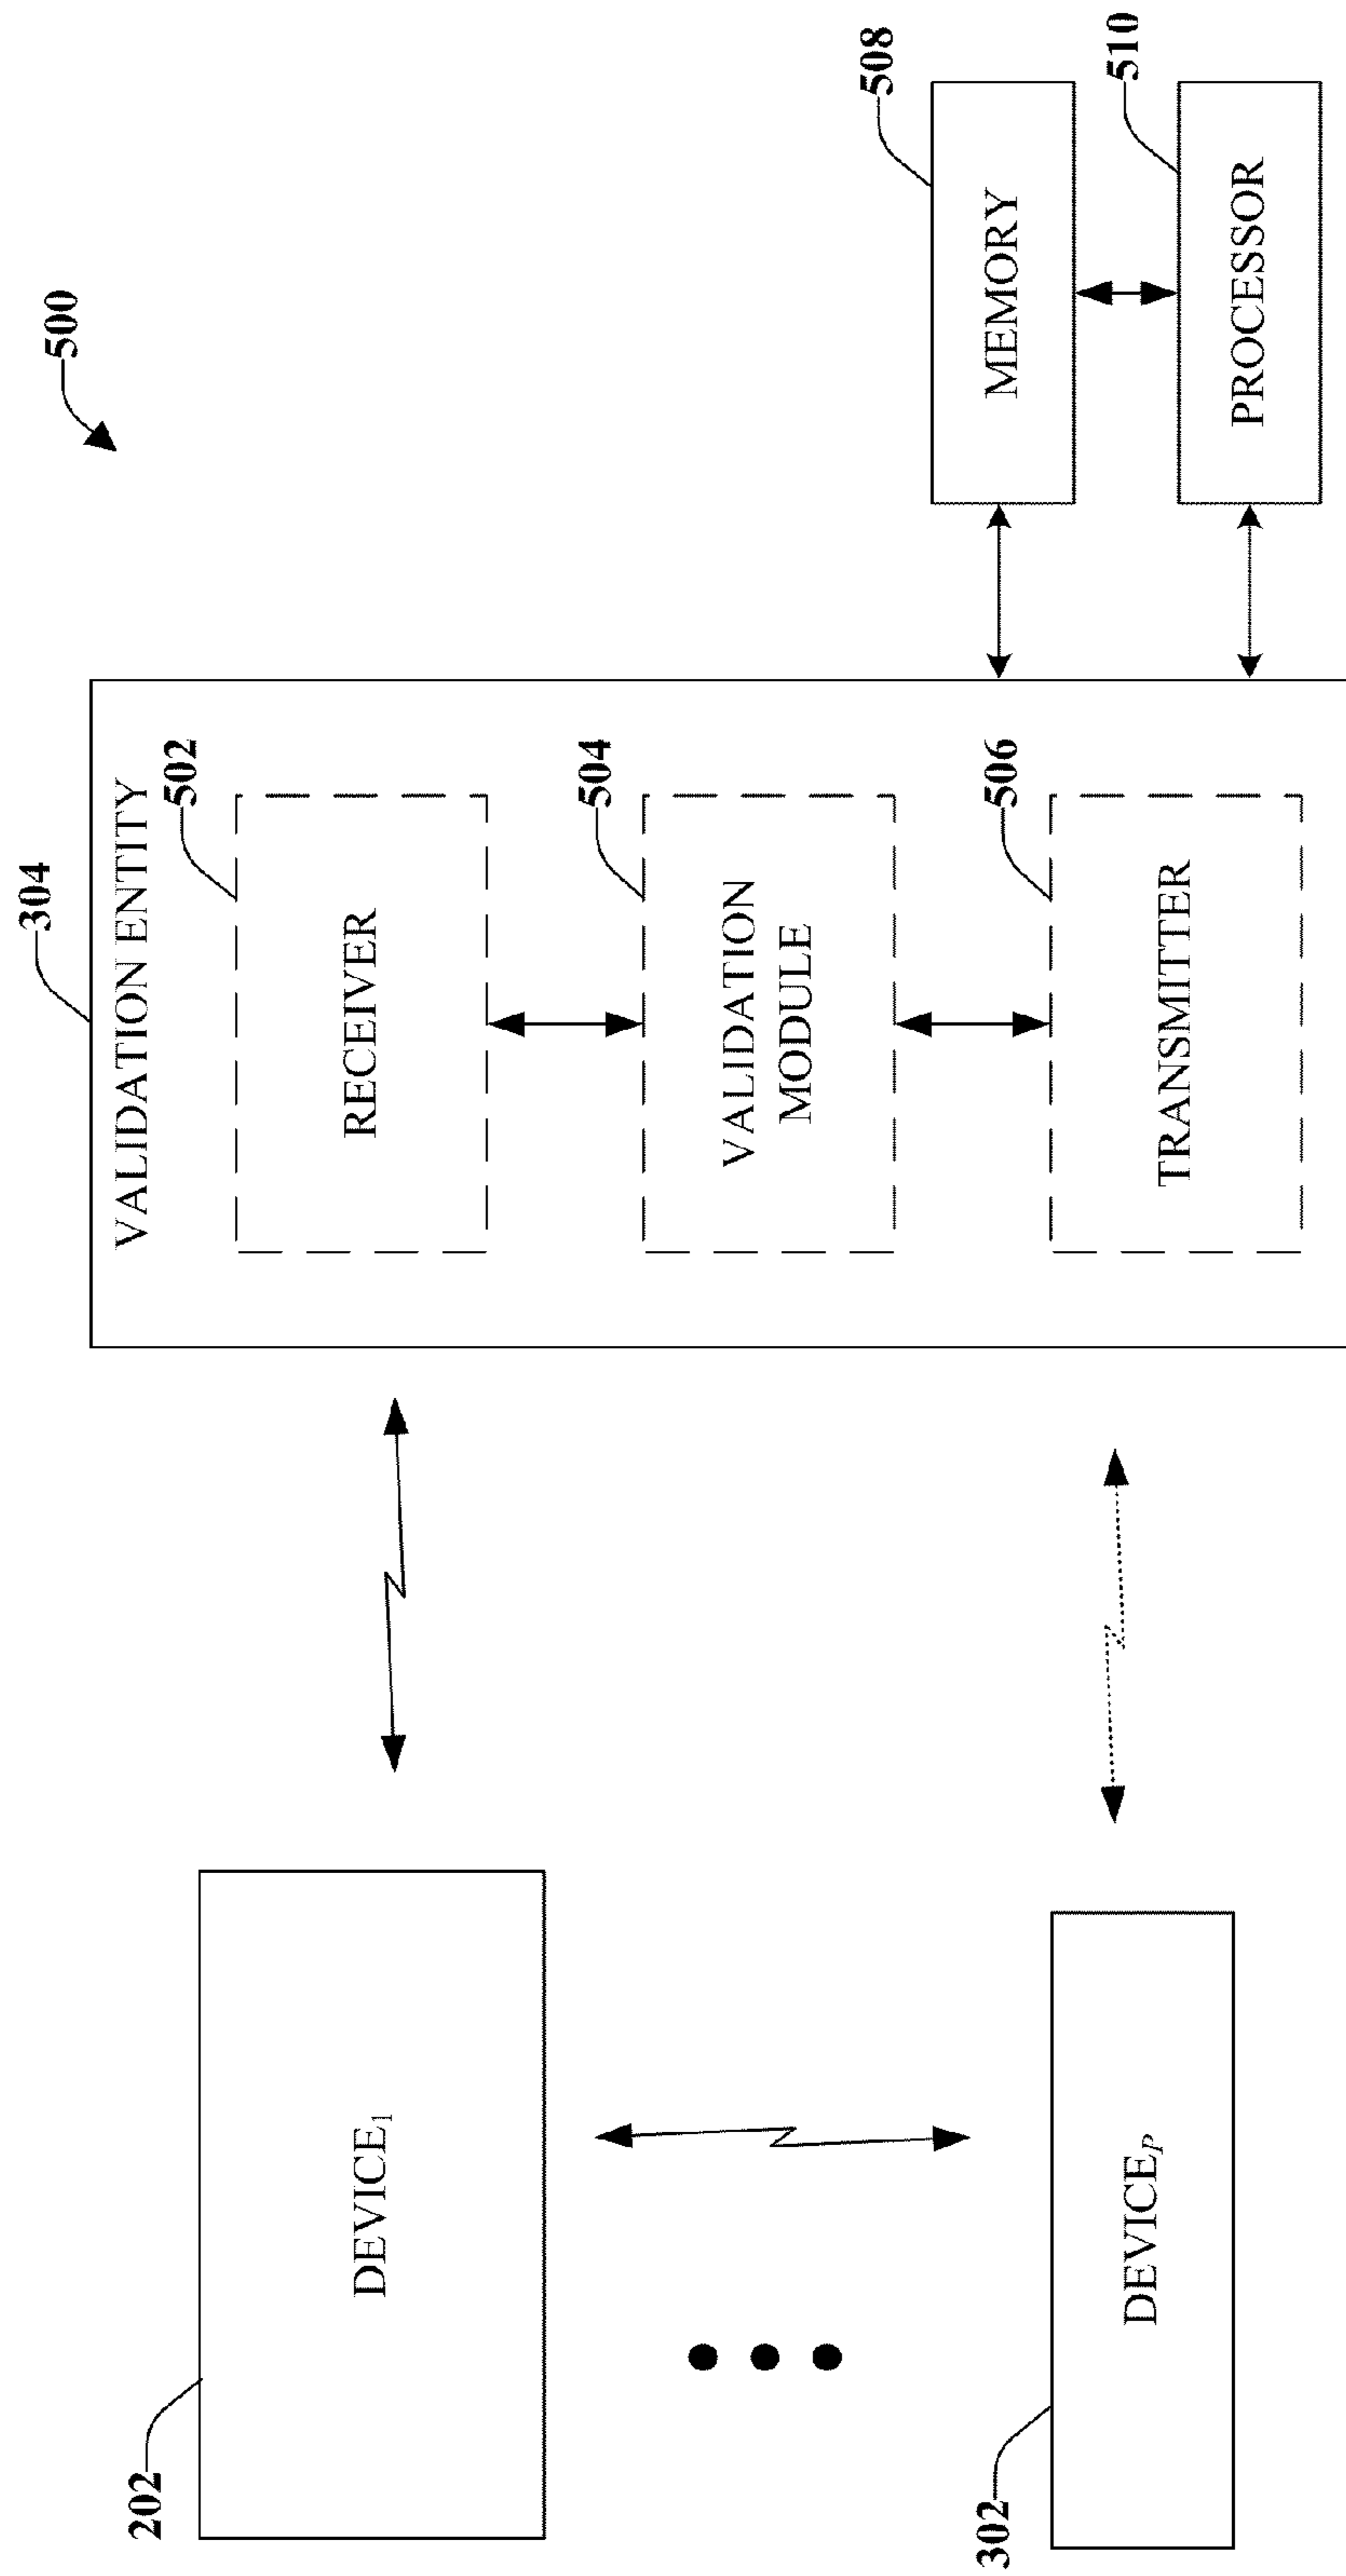 500
304
VALIDATION ENTITY
502
RECEIVER
504
VALIDATION
MODULE
506
TRANSMITTER
508
MEMORY
510
PROCESSOR
202
DEVICE1
302
DEVICEP